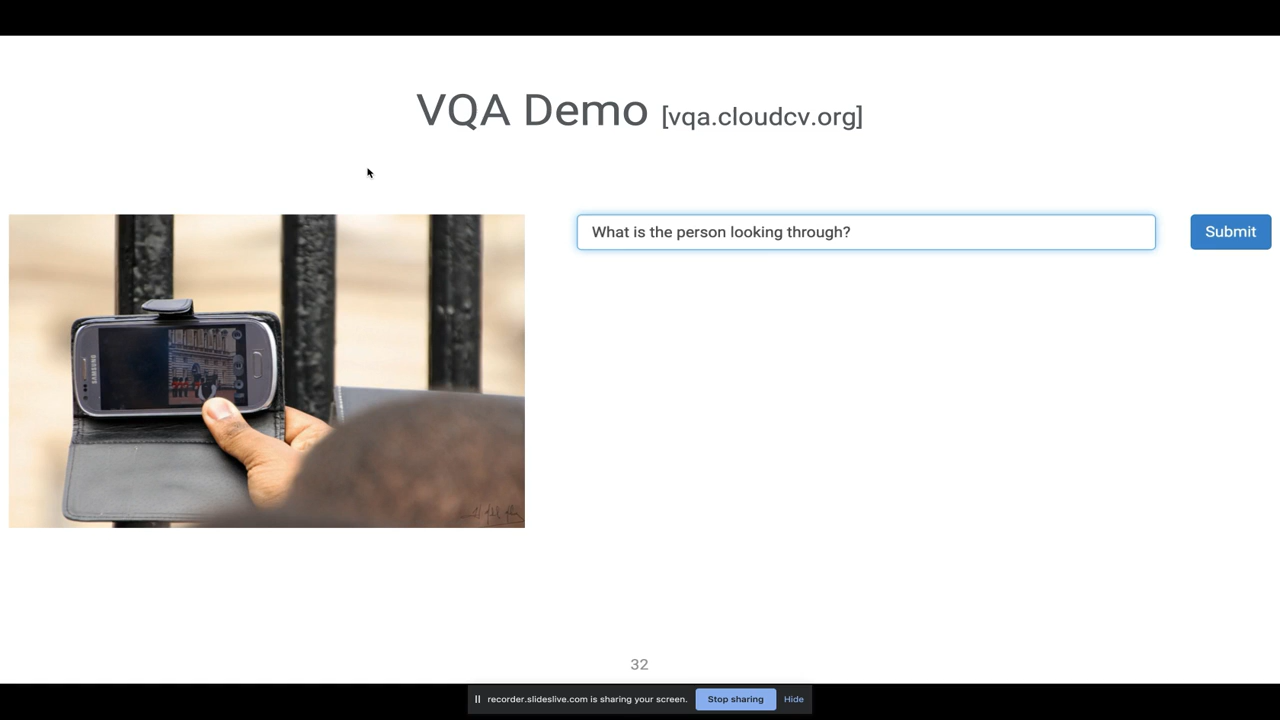 VQA Demo [vqa.cloudcv.org]
What is the person looking through?
Submit
SAMSUNG
32
recorder.slideslive.com is sharing your screen.
Stop sharing
Hide